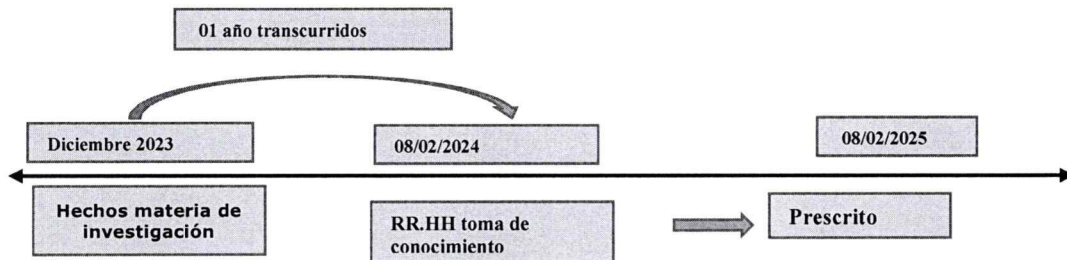 01 año transcurridos
Diciembre 2023
08/02/2024
08/02/2025
Hechos materia de
investigación
RR.HH toma de
conocimiento
Prescrito